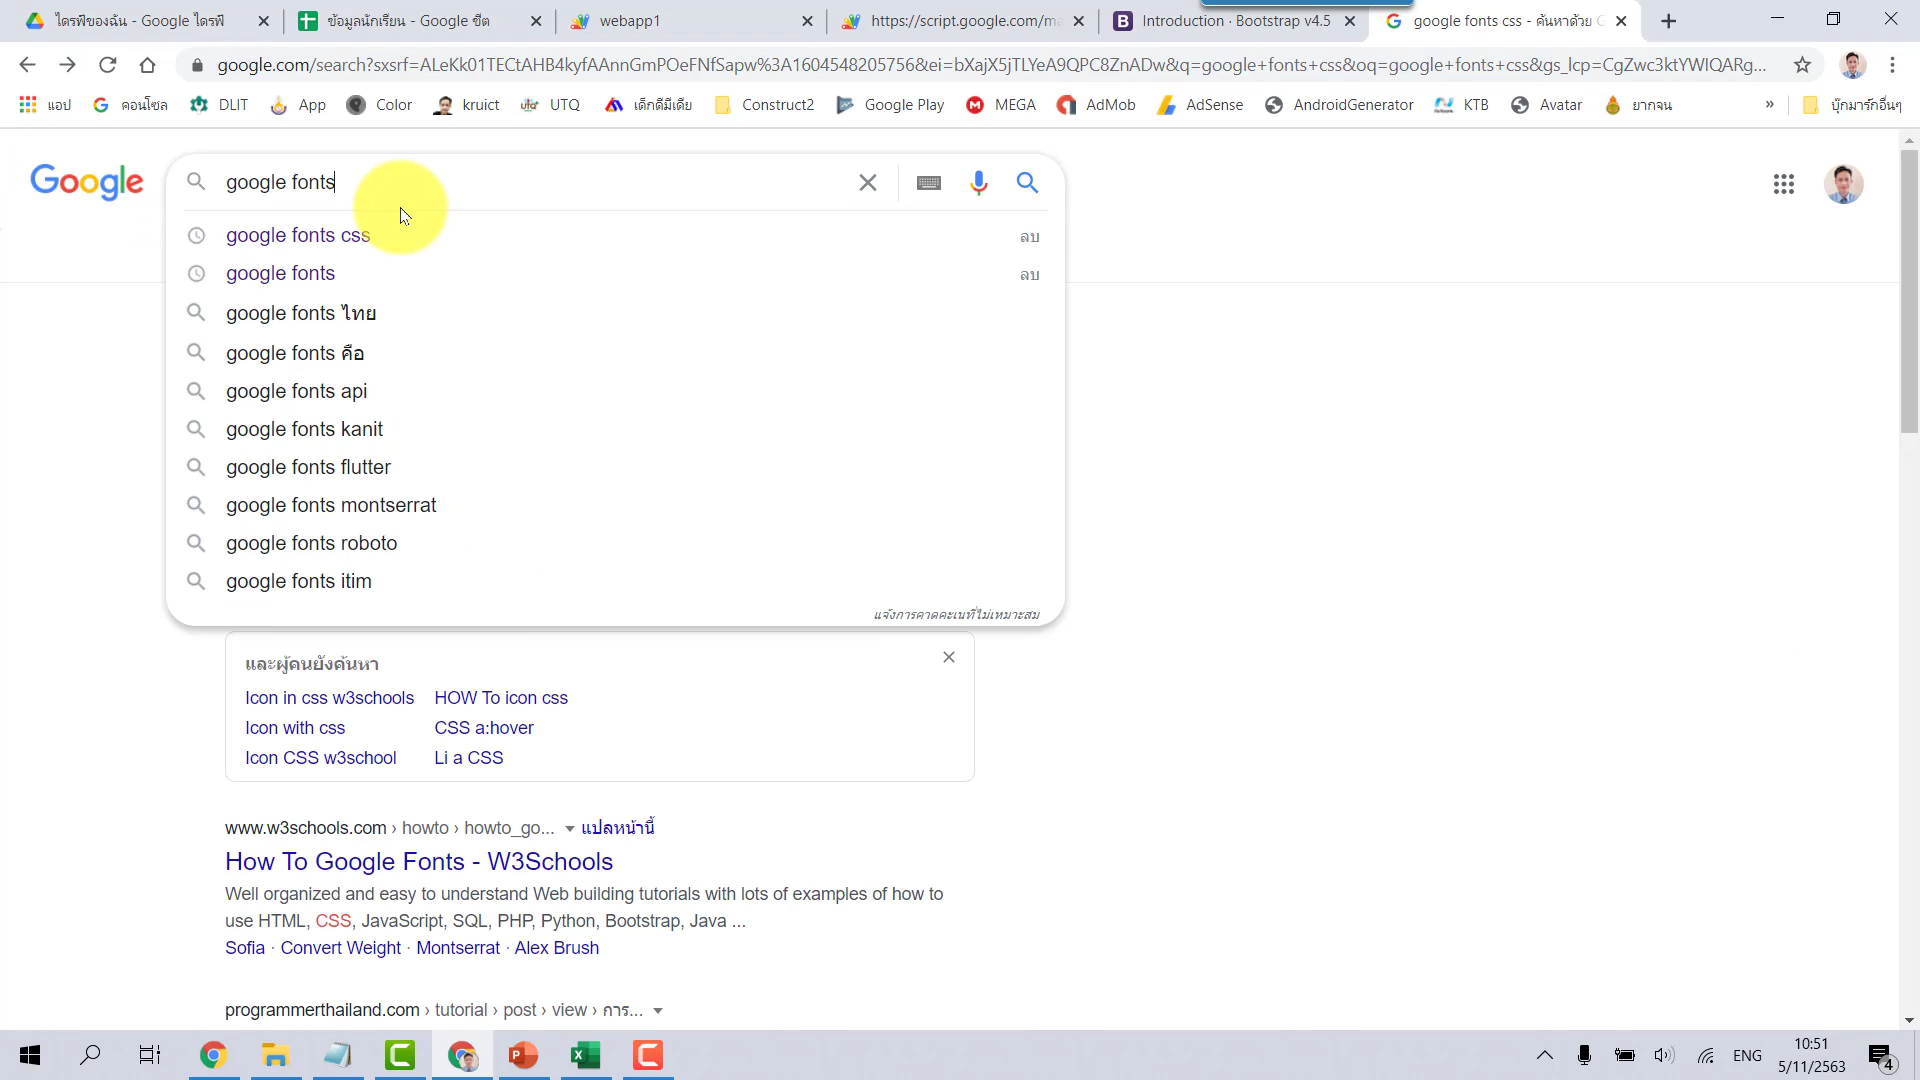 ไดรฟ์ของฉัน - Google ไดรฟ์
ข้อมูลนักเรียน - Google ชีต
webapp1
https://script.google.com/ma
Introduction · Bootstrap v4.5
google fonts css - ค้นหาด้วย G
google.com/search?sxsrf=ALeKk01TECtAHB4kyfAAnnGmPOeFNfSapw%3A1604548205756&ei=bXajX5jTLYeA9QPC8ZnADw&q=google+fonts+css&oq=google+fonts+css&gs_lcp=CgZwc3ktYWIQARg...
แอป
คอนโซล
DLIT
App
Color
kruict
UTQ
เด็กดีมีเดีย
Construct2
Google Play
MEGA
AdMob
AdSense
AndroidGenerator
KTB
Avatar
ยากจน
»
บุ๊กมาร์กอื่นๆ
Google
google fonts
google fonts css
ลบ
google fonts
ลบ
google fonts ไทย
google fonts คือ
google fonts api
google fonts kanit
google fonts flutter
google fonts montserrat
google fonts roboto
google fonts itim
แจ้งการคาดคะเนที่ไม่เหมาะสม
และผู้คนยังค้นหา
Icon in css w3schools
HOW To icon css
Icon with css
CSS a:hover
Icon CSS w3school
Li a CSS
www.w3schools.com › howto › howto_go... แปลหน้านี้
How To Google Fonts - W3Schools
Well organized and easy to understand Web building tutorials with lots of examples of how to
use HTML, CSS, JavaScript, SQL, PHP, Python, Bootstrap, Java ...
Sofia · Convert Weight · Montserrat · Alex Brush
programmerthailand.com › tutorial › post › view › การ...
ENG
10:51
5/11/2563
4